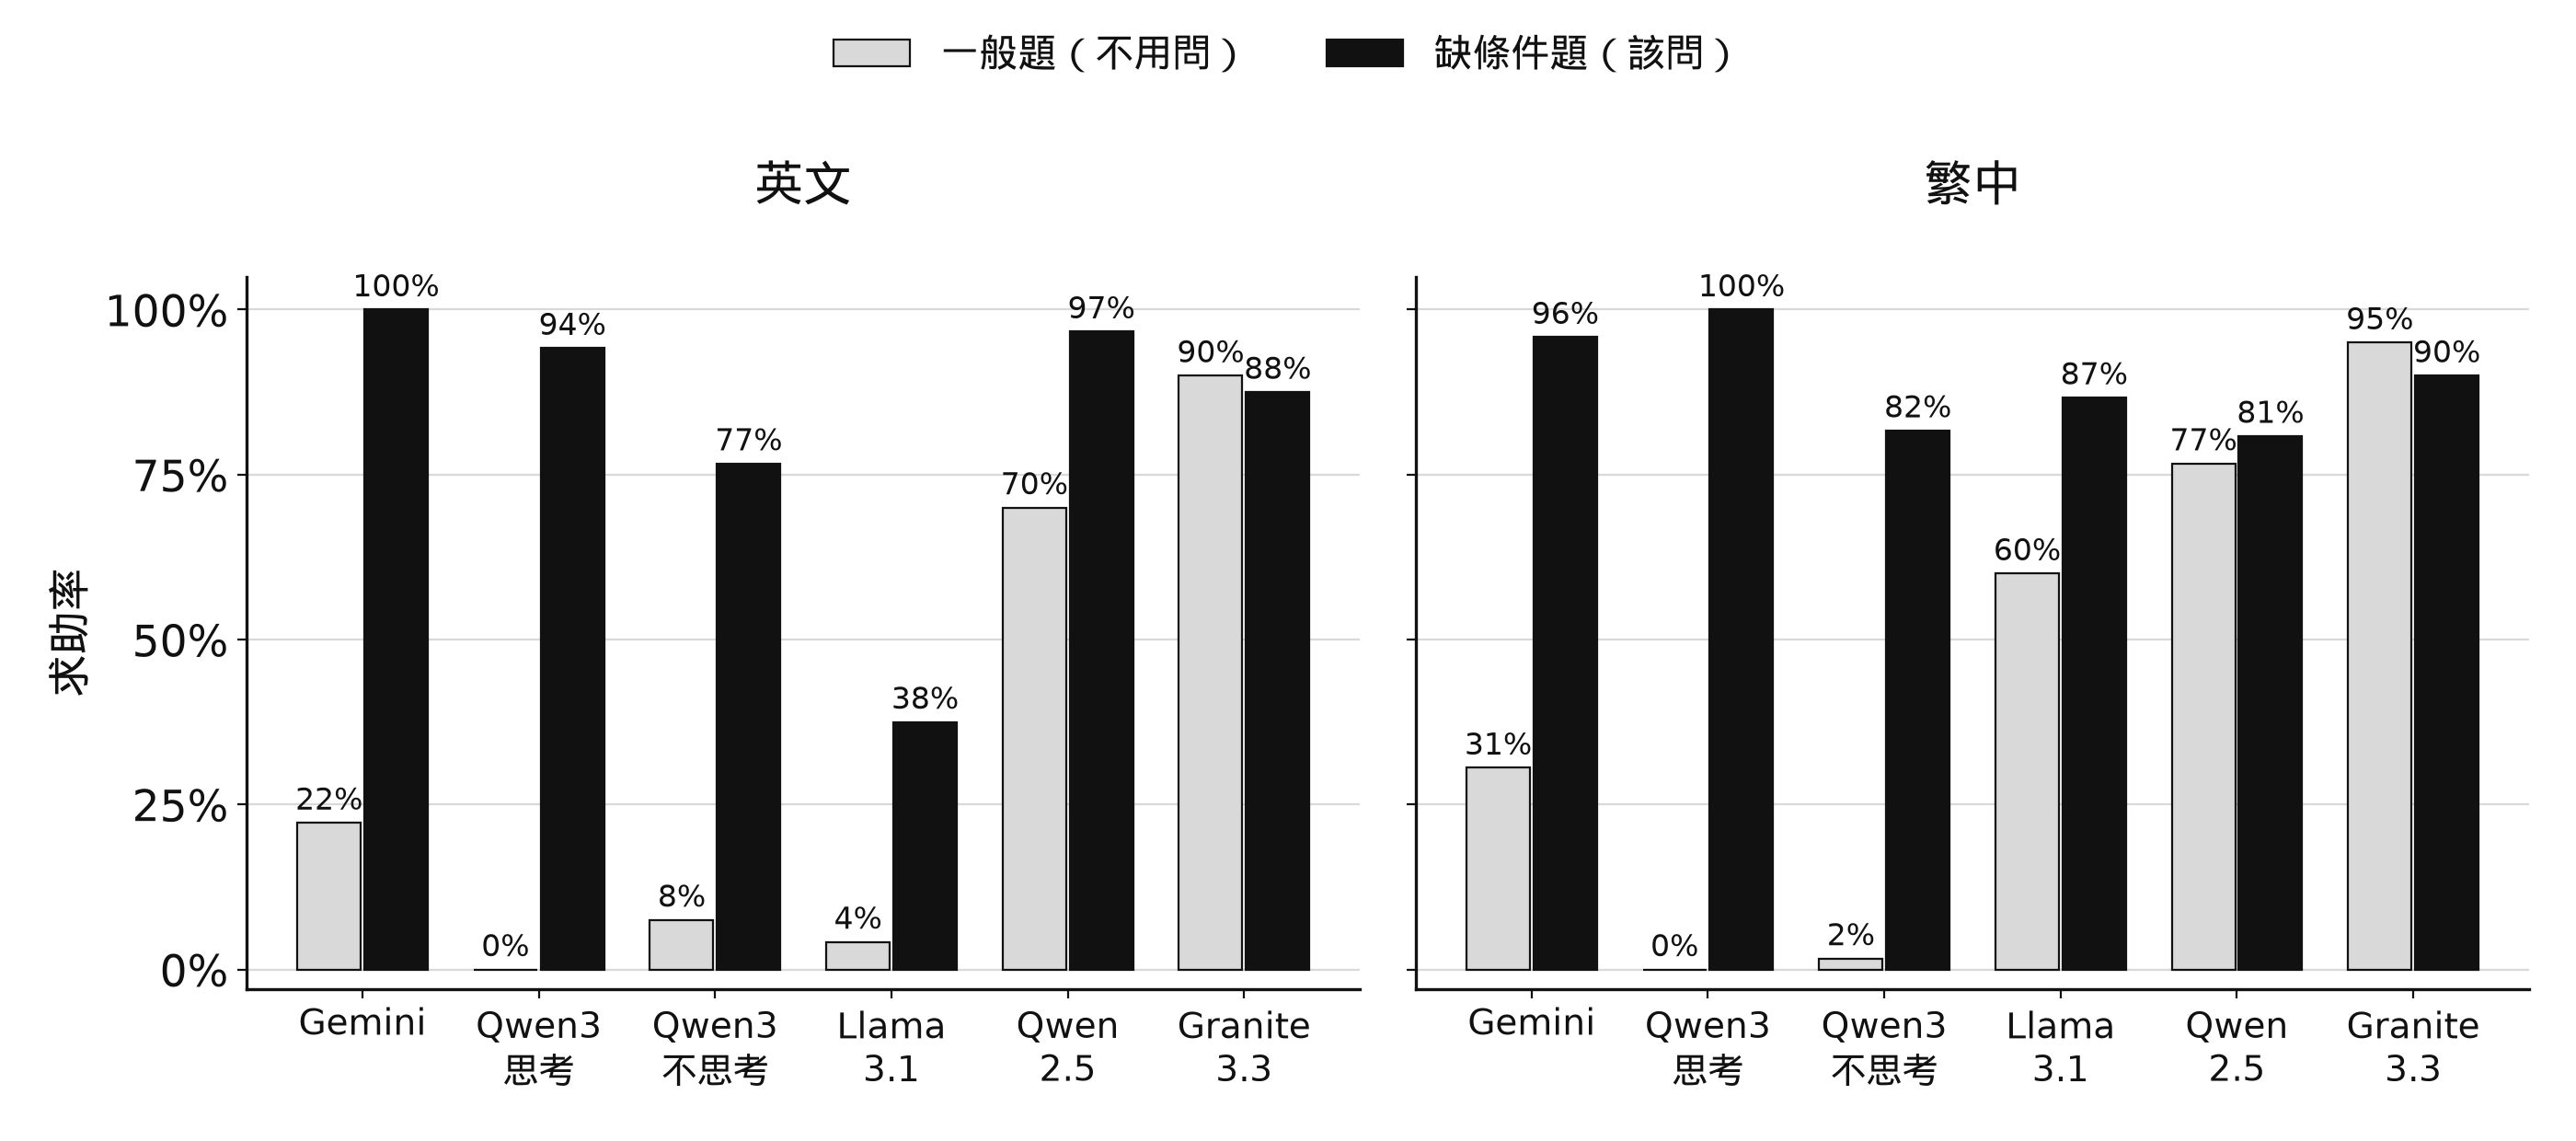 一般題（不用問） 缺條件題（該問）
英文
繁中
求助率
100%
75%
50%
25%
0%
22% 100% 0% 94% 8% 77% 4% 38% 70% 97% 90% 88%
31% 96% 0% 100% 2% 82% 60% 87% 77% 81% 95% 90%
Gemini
Qwen3
思考
Qwen3
不思考
Llama
3.1
Qwen
2.5
Granite
3.3
Gemini
Qwen3
思考
Qwen3
不思考
Llama
3.1
Qwen
2.5
Granite
3.3